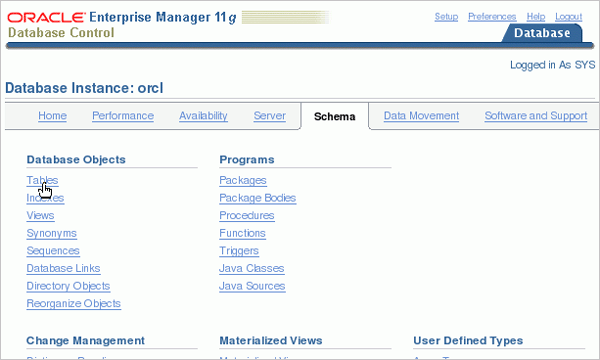 ORACLE Enterprise Manager 11g
Setup Preferences Help Logout
Database Control
Database
Logged in As SYS
Database Instance: orcl
Home Performance Availability Server Schema Data Movement Software and Support
Database Objects
Tables
Indexes
Views
Synonyms
Sequences
Database Links
Directory Objects
Reorganize Objects
Programs
Packages
Package Bodies
Procedures
Functions
Triggers
Java Classes
Java Sources
Change Management
Materialized Views
User Defined Types